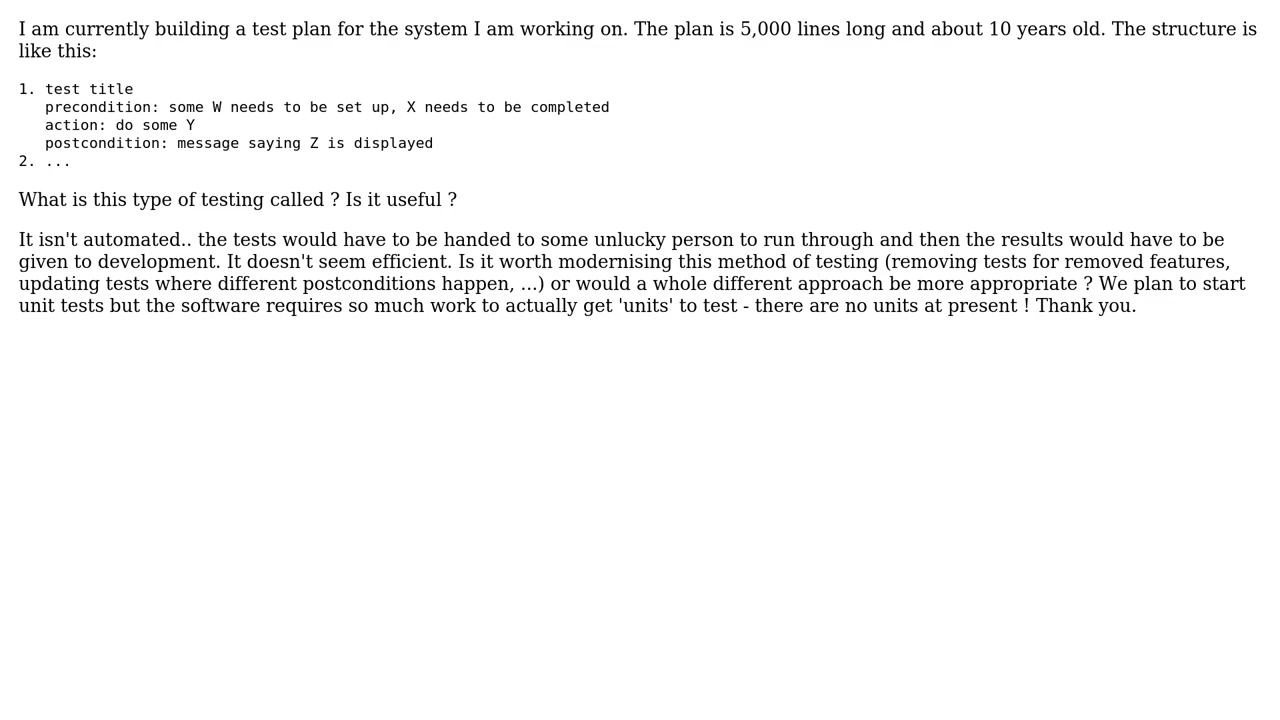 I am currently building a test plan for the system I am working on. The plan is 5,000 lines long and about 10 years old. The structure is
like this:
1. test title
   precondition: some W needs to be set up, X needs to be completed
   action: do some Y
   postcondition: message saying Z is displayed
2. ...
What is this type of testing called ? Is it useful ?
It isn't automated.. the tests would have to be handed to some unlucky person to run through and then the results would have to be
given to development. It doesn't seem efficient. Is it worth modernising this method of testing (removing tests for removed features,
updating tests where different postconditions happen, ...) or would a whole different approach be more appropriate ? We plan to start
unit tests but the software requires so much work to actually get 'units' to test - there are no units at present ! Thank you.